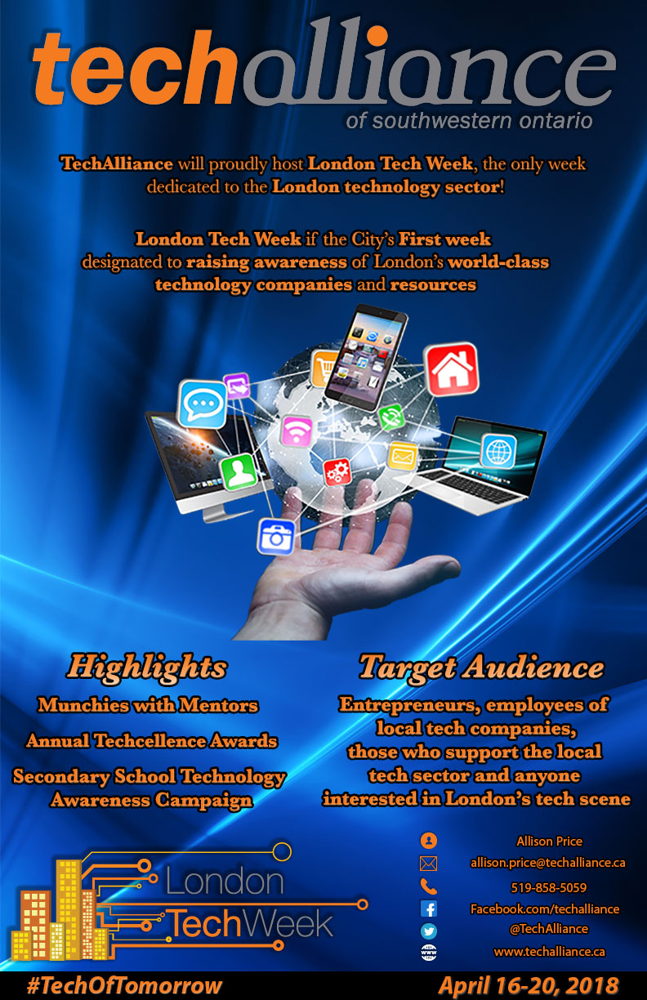 techalliance
of southwestern ontario
TechAlliance will proudly host London Tech Week, the only week
dedicated to the London technology sector!
London Tech Week if the City's First week
designated to raising awareness of London's world-class
technology companies and resources
Highlights
Munchies with Mentors
Annual Techcellence Awards
Secondary School Technology
Awareness Campaign
Target Audience
Entrepreneurs, employees of
local tech companies,
those who support the local
tech sector and anyone
interested in London's tech scene
London
TechWeek
Allison Price
allison.price@techalliance.ca
519-858-5059
Facebook.com/techalliance
@TechAlliance
www
www.techalliance.ca
#TechOfTomorrow
April 16-20, 2018